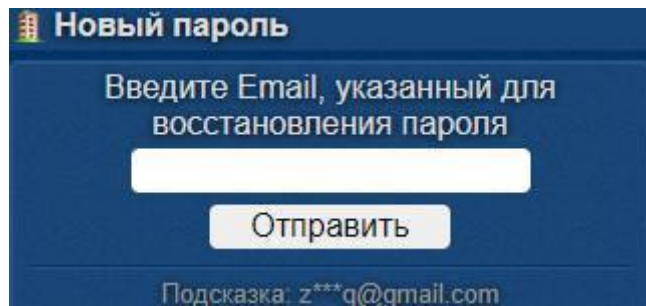 Новый пароль
Введите Email, указанный для
восстановления пароля
Отправить
Подсказка: z***q@gmail.com